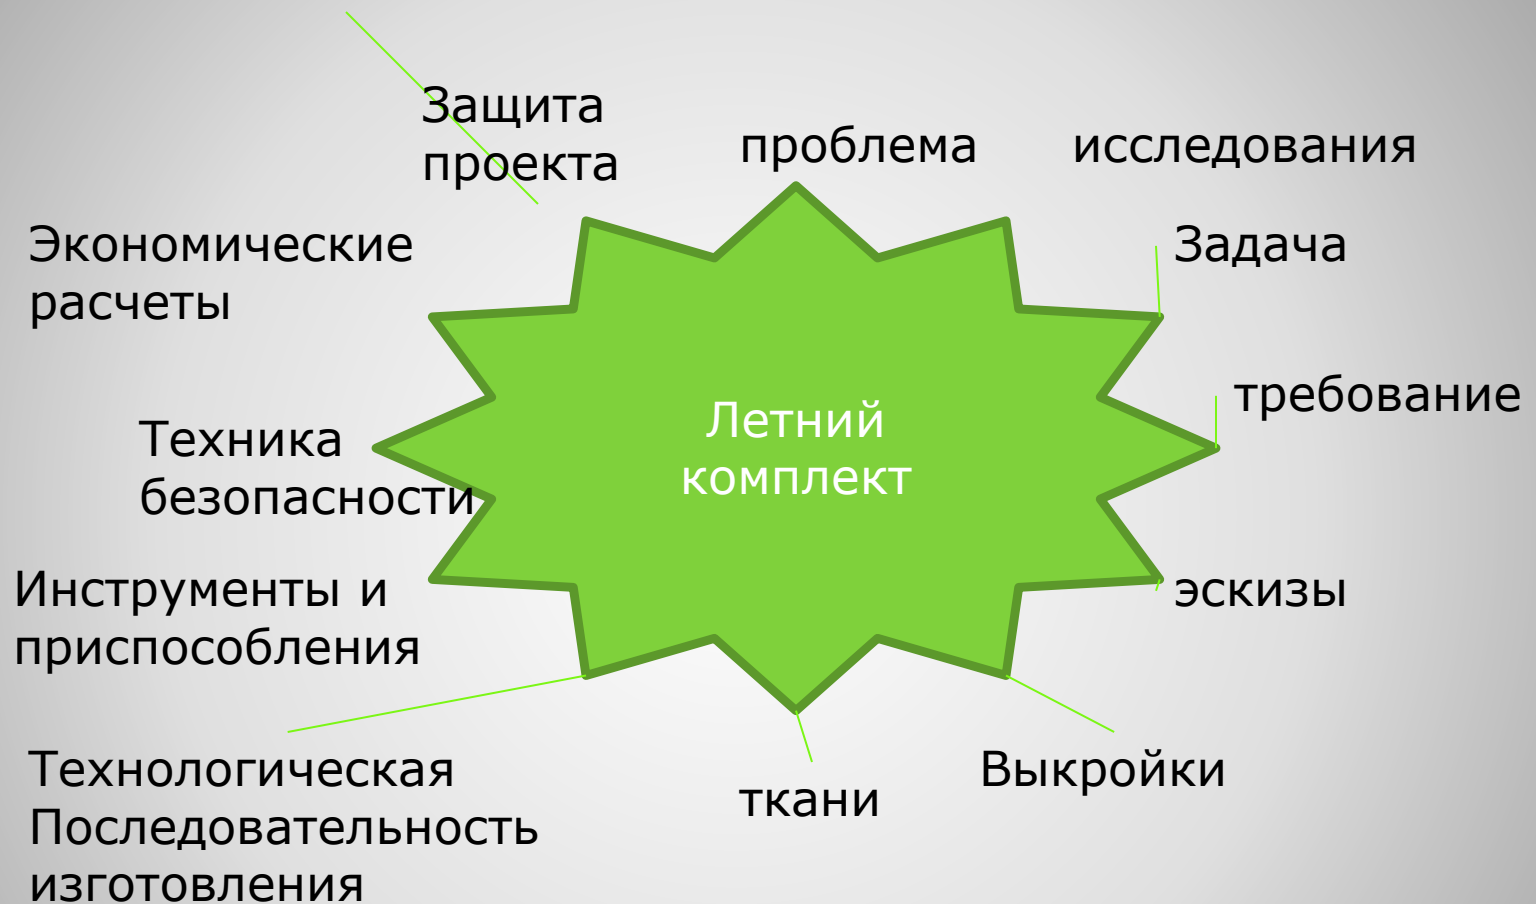 Защита
проекта
проблема
исследования
Экономические
расчеты
Задача
требование
Летний
комплект
Техника
безопасности
Инструменты и
приспособления
эскизы
Технологическая
Последовательность
изготовления
ткани
Выкройки